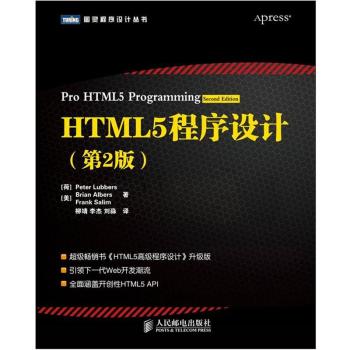 TURING 图灵程序设计丛书
Apress®
Pro HTML5 Programming Second Edition
HTML5程序设计
（第2版）
[荷] Peter Lubbers
[美] Brian Albers 著
Frank Salim
柳靖 李杰 刘淼 译
超级畅销书《HTML5高级程序设计》升级版
引领下一代Web开发潮流
全面涵盖开创性HTML5 API
人民邮电出版社
POSTS & TELECOM PRESS